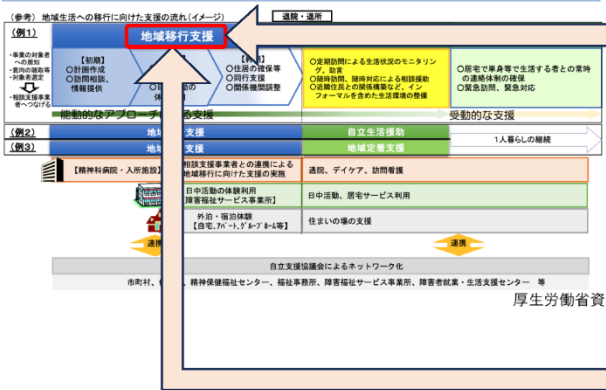 (参考) 地域生活への移行に向けた支援の流れ(イメージ)
退院・退所
(例1)
地域移行支援
・事業の対象者
への周知
・意向の聴取等
・対象者選定
・相談支援事業
者へつなげる
【初期】
○計画作成
○訪問相談、
情報提供
○住居の確保等
○同行支援
○関係機関調整
○定期訪問による生活状況のモニタリン
グ、助言
○随時訪問、随時対応による相談援助
○近隣住民との関係構築など、イン
フォーマルを含めた生活環境の整備
○居宅で単身等で生活する者との常時
の連絡体制の確保
○緊急訪問、緊急対応
能動的なアプローチ
る支援
受動的な支援
(例2)
地
支援
自立生活援助
1人暮らしの継続
(例3)
地
支援
地域定着支援
【精神科病院・入所施設】
相談支援事業者との連携による
地域移行に向けた支援の実施
通院、デイケア、訪問看護
日中活動の体験利用
障害福祉サービス事業所】
日中活動、居宅サービス利用
外泊・宿泊体験
【自宅、アパート、グループホーム等】
住まいの場の支援
連携
連携
自立支援協議会によるネットワーク化
市町村、
、精神保健福祉センター、福祉事務所、障害福祉サービス事業所、障害者就業・生活支援センター 等
厚生労働省資